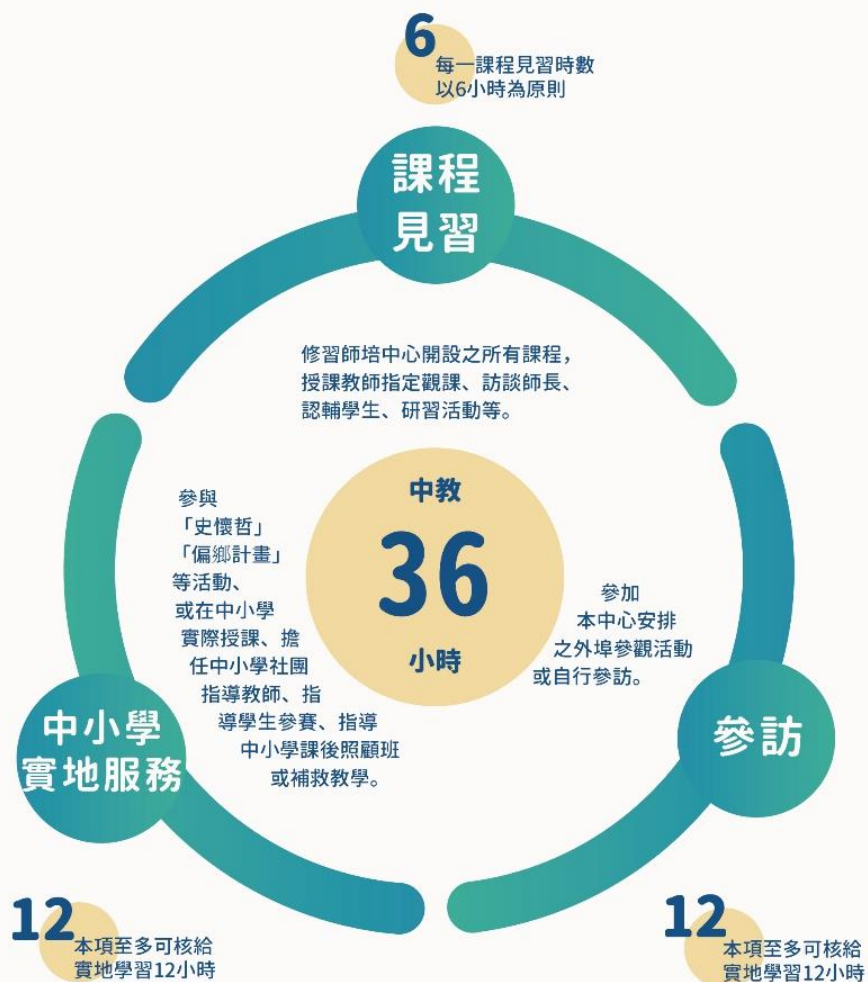 6
每一課程見習時數
以6小時為原則
課程
見習
修習師培中心開設之所有課程，
授課教師指定觀課、訪談師長、
認輔學生、研習活動等。
中教
36
小時
參與
「史懷哲」
「偏鄉計畫」
等活動、
或在中小學
實際授課、擔
任中小學社團
指導教師、指
導學生參賽、指導
中小學課後照顧班
或補救教學。
參加
本中心安排
之外埠參觀活動
或自行參訪。
中小學
實地服務
參訪
12
本項至多可核給
實地學習12小時
12
本項至多可核給
實地學習12小時